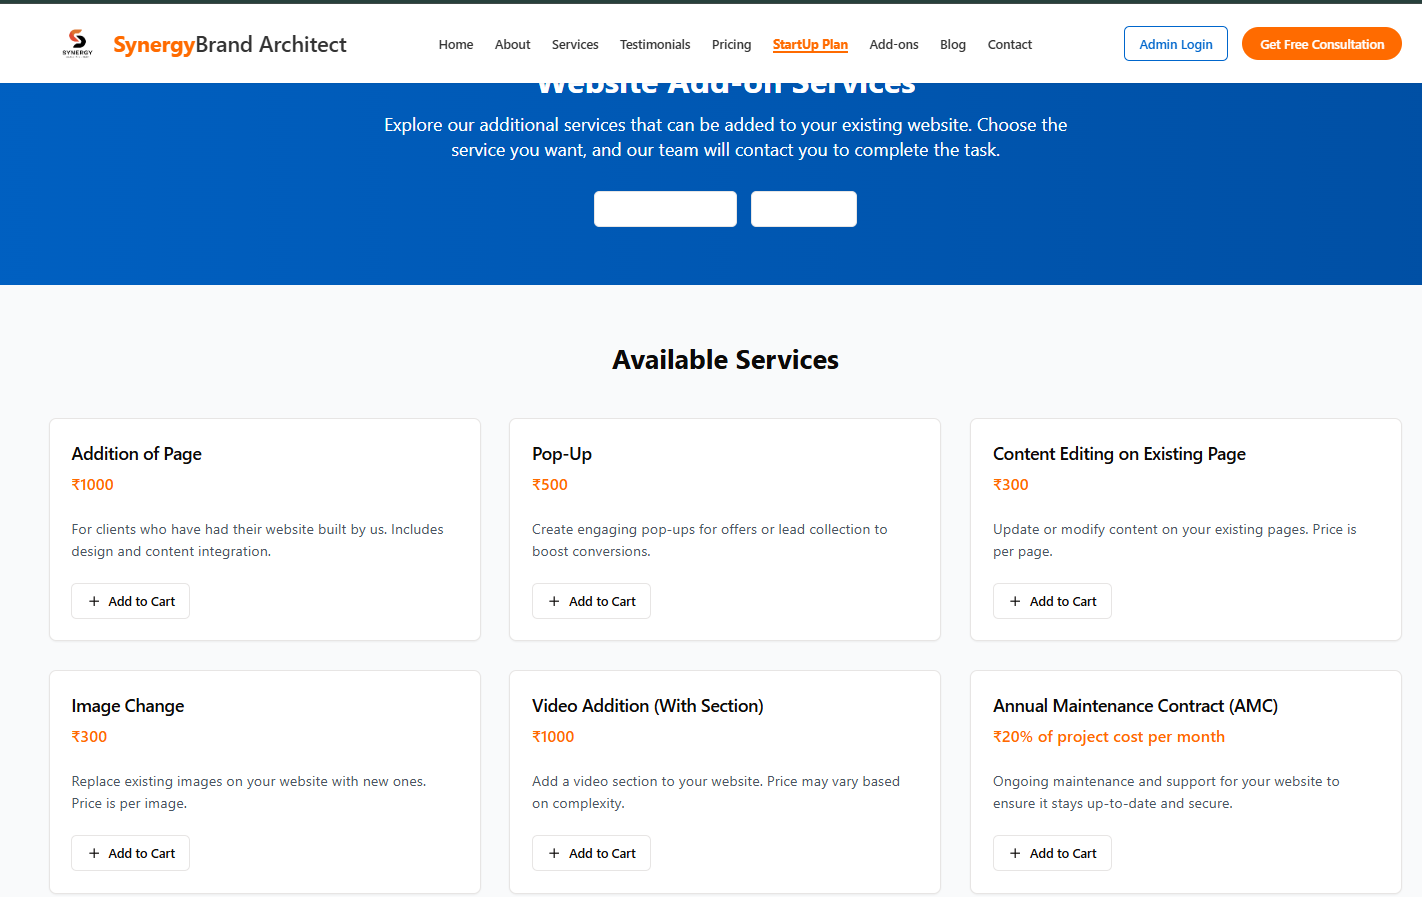 SYNERGY
SynergyBrand Architect
Home
About
Services
Testimonials
Pricing
StartUp Plan
Add-ons
Blog
Contact
Admin Login
Get Free Consultation
Website Add-on Services
Explore our additional services that can be added to your existing website. Choose the
service you want, and our team will contact you to complete the task.
Available Services
Addition of Page
₹1000
For clients who have had their website built by us. Includes
design and content integration.
+ Add to Cart
Pop-Up
₹500
Create engaging pop-ups for offers or lead collection to
boost conversions.
+ Add to Cart
Content Editing on Existing Page
₹300
Update or modify content on your existing pages. Price is
per page.
+ Add to Cart
Image Change
₹300
Replace existing images on your website with new ones.
Price is per image.
+ Add to Cart
Video Addition (With Section)
₹1000
Add a video section to your website. Price may vary based
on complexity.
+ Add to Cart
Annual Maintenance Contract (AMC)
₹20% of project cost per month
Ongoing maintenance and support for your website to
ensure it stays up-to-date and secure.
+ Add to Cart